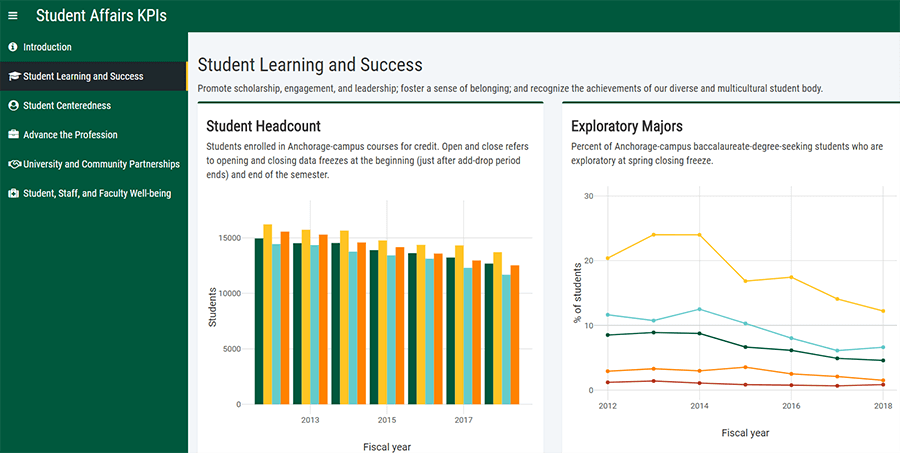 Student Affairs KPIs
Introduction
Student Learning and Success
Student Centeredness
Advance the Profession
University and Community Partnerships
Student, Staff, and Faculty Well-being
Student Learning and Success
Promote scholarship, engagement, and leadership; foster a sense of belonging; and recognize the achievements of our diverse and multicultural student body.
Student Headcount
Students enrolled in Anchorage-campus courses for credit. Open and close refers
to opening and closing data freezes at the beginning (just after add-drop period
ends) and end of the semester.
15000
10000
5000
0
Students
2013
2015
2017
Fiscal year
Exploratory Majors
Percent of Anchorage-campus baccalaureate-degree-seeking students who are
exploratory at spring closing freeze.
30
20
10
0
% of students
2012
2014
2016
2018
Fiscal year